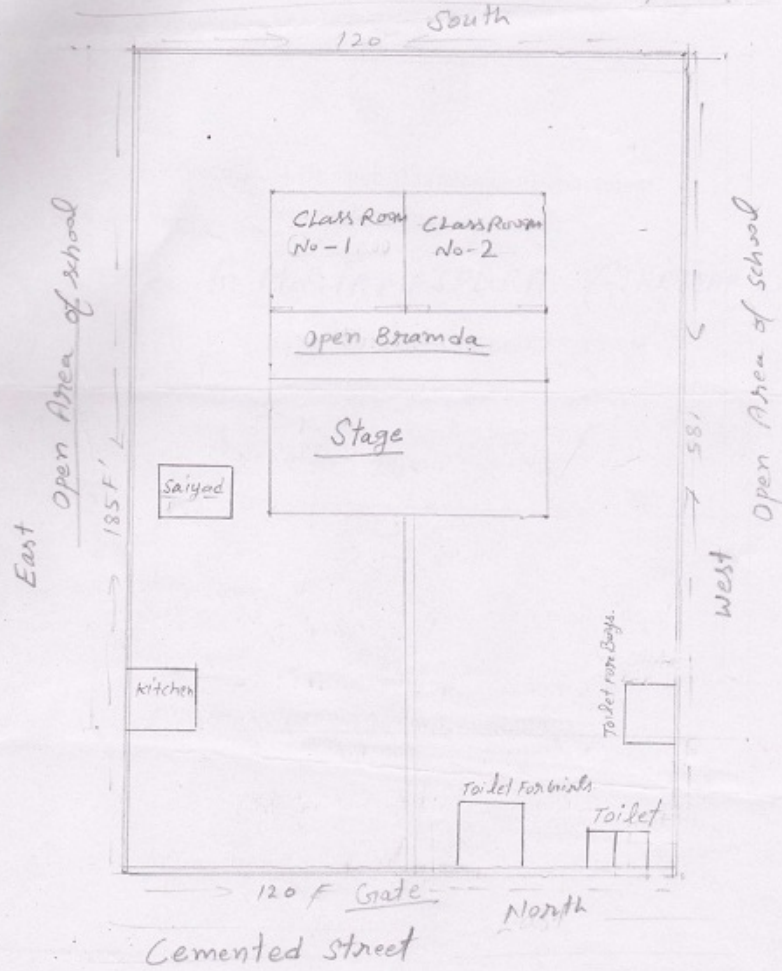 South
120
Open Area of school
East
185 F'
Class Room
No-1
Class Room
No-2
Open Bramda
Stage
Saiyad
Kitchen
185
Open Area of School
West
Toilet For Boys.
Toilet For Girls.
Toilet
120 F Gate
North
Cemented Street